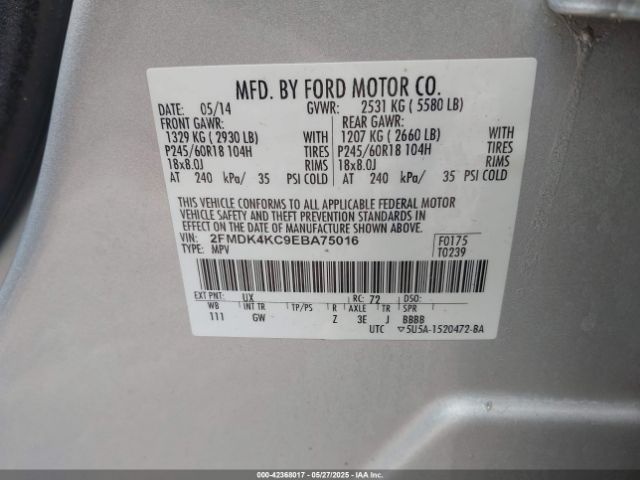 MFD. BY FORD MOTOR CO.
DATE: 05/14 GVWR: 2531 KG ( 5580 LB)
FRONT GAWR: REAR GAWR:
1329 KG ( 2930 LB) WITH 1207 KG ( 2660 LB) WITH
P245/60R18 104H TIRES P245/60R18 104H TIRES
18x8.0J RIMS 18x8.0J RIMS
AT 240 kPa/ 35 PSI COLD AT 240 kPa/ 35 PSI COLD
THIS VEHICLE CONFORMS TO ALL APPLICABLE FEDERAL MOTOR
VEHICLE SAFETY AND THEFT PREVENTION STANDARDS IN
EFFECT ON THE DATE OF MANUFACTURE SHOWN ABOVE.
VIN: 2FMDK4KC9EBA75016 F0175
TYPE: MPV T0239
EXT PNT: UX RC: 72 DSO:
WB INT TR TP/PS R AXLE TR SPR
111 GW Z 3E J BBBB
UTC ▽5U5A-1520472-BA
000-42368017 - 05/27/2025 - IAAI.COM